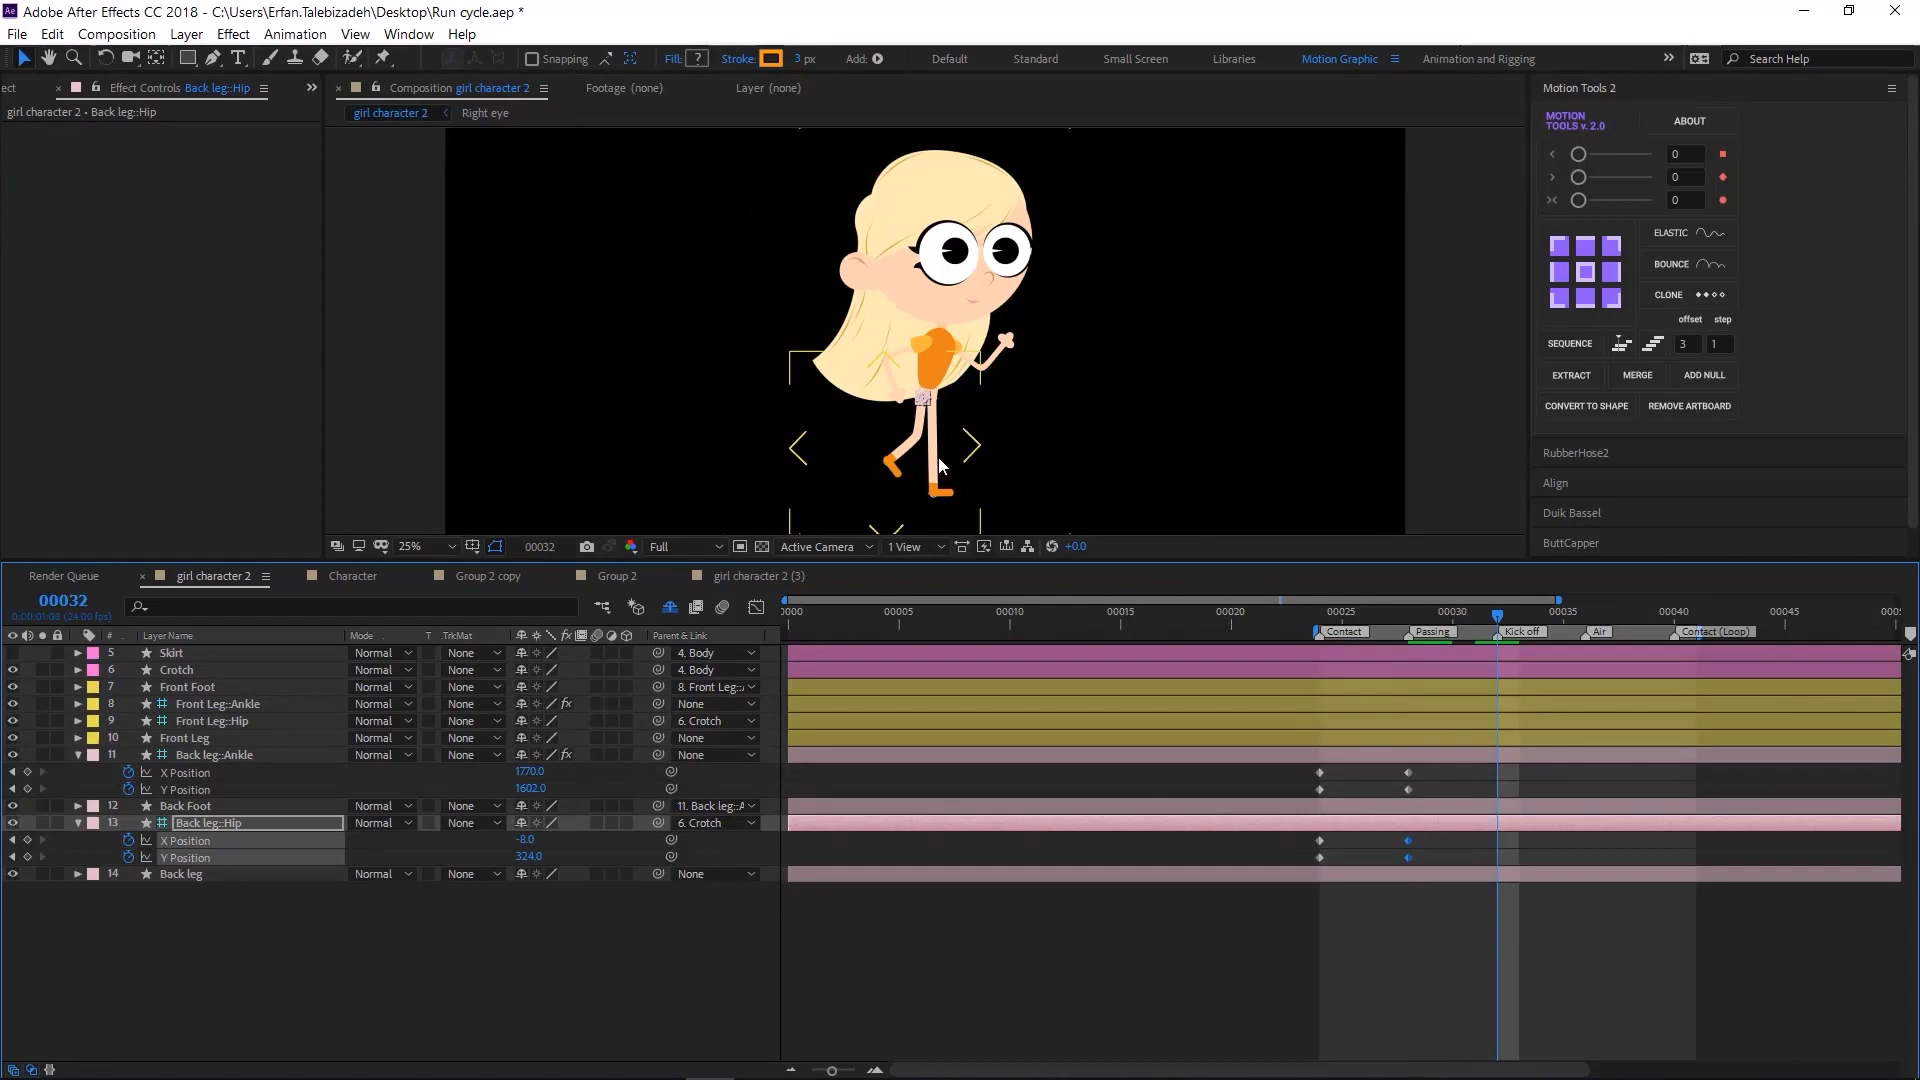 Adobe After Effects CC 2018 - C:\Users\Erfan.Talebizadeh\Desktop\Run cycle.aep *
File Edit Composition Layer Effect Animation View Window Help
Snapping Fill: ? Stroke: 3 px Add: Default Standard Small Screen Libraries Motion Graphic Animation and Rigging Search Help
ect Effect Controls Back leg::Hip
girl character 2 • Back leg::Hip
Composition girl character 2 Footage (none) Layer (none)
girl character 2 Right eye
Motion Tools 2
MOTION TOOLS v. 2.0 ABOUT
0
0
0
ELASTIC
BOUNCE
CLONE
offset step
SEQUENCE 3 1
EXTRACT MERGE ADD NULL
CONVERT TO SHAPE REMOVE ARTBOARD
RubberHose2
Align
Duik Bassel
ButtCapper
25% 00032 Full Active Camera 1 View +0.0
Render Queue girl character 2 Character Group 2 copy Group 2 girl character 2 (3)
00032
0:00:01:08 (24.00 fps)
0000 00005 00010 00015 00020 00025 00030 00035 00040 00045 0005
Contact Passing Kick off Air Contact (Loop)
# Layer Name Mode T .TrkMat fx Parent & Link
5 Skirt Normal None 4. Body
6 Crotch Normal None 4. Body
7 Front Foot Normal None 8. Front Leg::
8 Front Leg::Ankle Normal None fx None
9 Front Leg::Hip Normal None 6. Crotch
10 Front Leg Normal None None
11 Back leg::Ankle Normal None fx None
X Position 1770.0
Y Position 1602.0
12 Back Foot Normal None 11. Back leg::A
13 Back leg::Hip Normal None 6. Crotch
X Position -8.0
Y Position 324.0
14 Back leg Normal None None